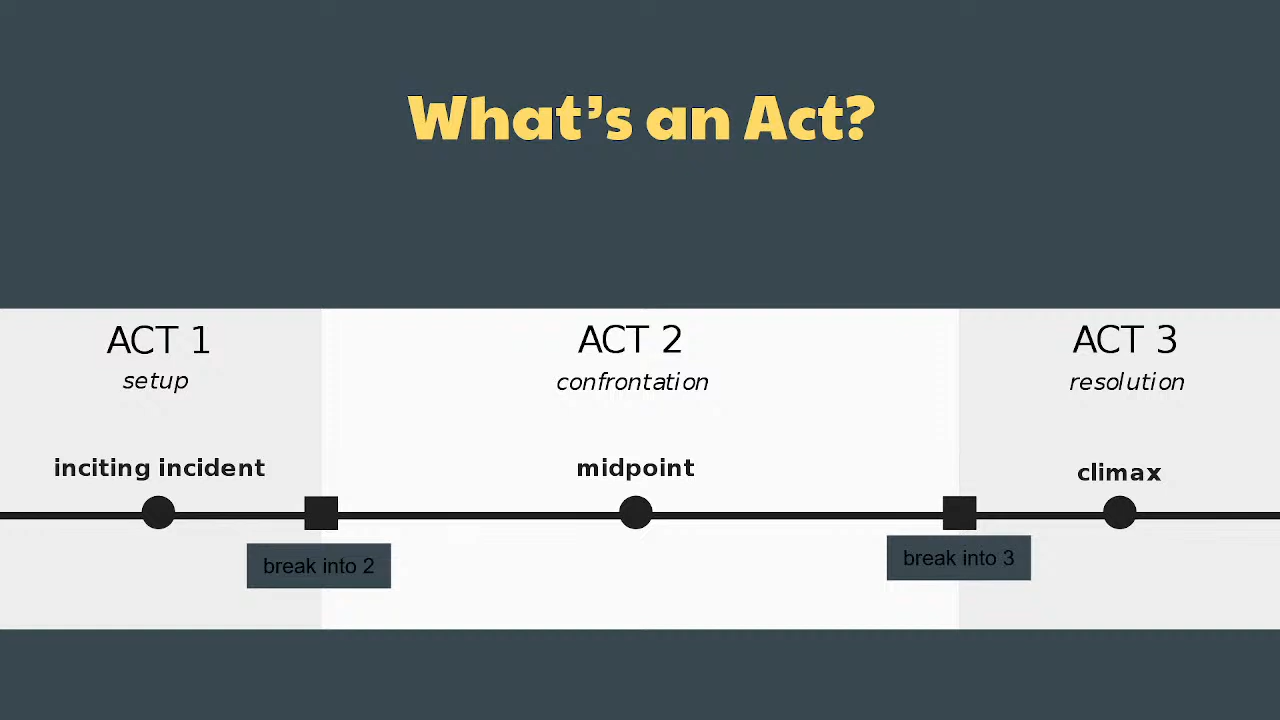 What's an Act?
ACT 1
setup
ACT 2
confrontation
ACT 3
resolution
inciting incident
midpoint
climax
break into 2
break into 3